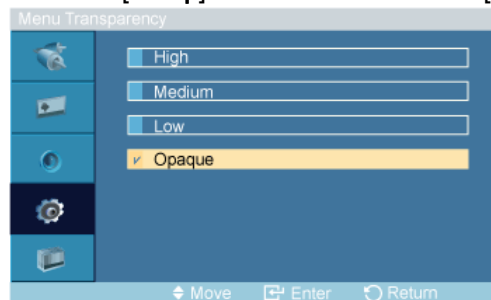 Menu Transparency
High
Medium
Low
Opaque
Move Enter Return